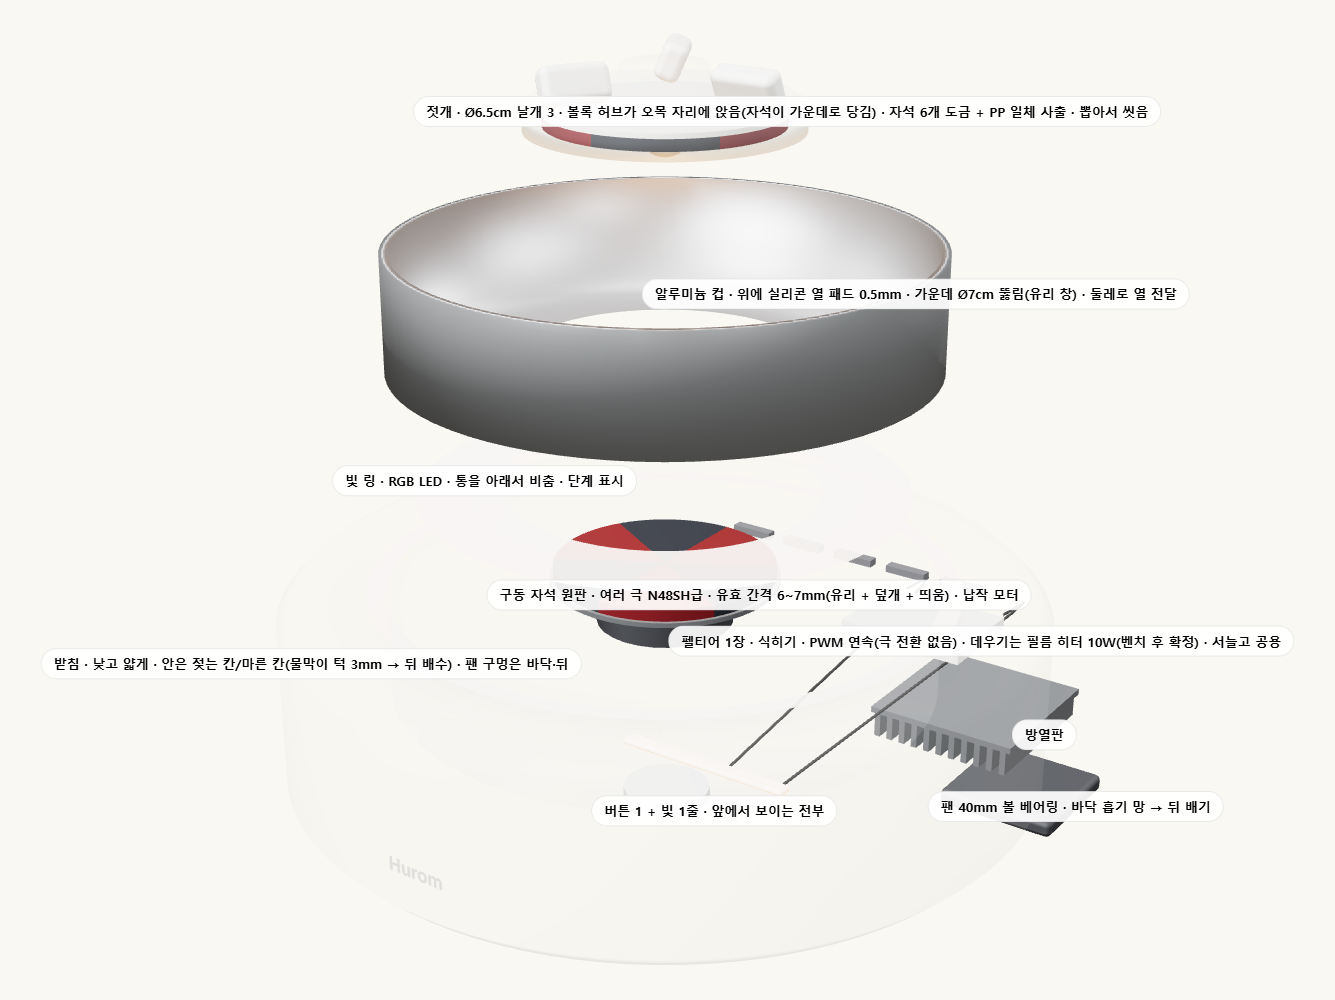 젓개 · Ø6.5cm 날개 3 · 볼록 허브가 오목 자리에 앉음(자석이 가운데로 당김) · 자석 6개 도금 + PP 일체 사출 · 뽑아서 씻음
알루미늄 컵 · 위에 실리콘 열 패드 0.5mm · 가운데 Ø7cm 뚫림(유리 창) · 둘레로 열 전달
빛 링 · RGB LED · 통을 아래서 비춤 · 단계 표시
구동 자석 원판 · 여러 극 N48SH급 · 유효 간격 6~7mm(유리 + 덮개 + 띄움) · 납작 모터
펠티어 1장 · 식히기 · PWM 연속(극 전환 없음) · 데우기는 필름 히터 10W(벤치 후 확정) · 서늘고 공용
받침 · 낮고 얇게 · 안은 젖는 칸/마른 칸(물막이 턱 3mm → 뒤 배수) · 팬 구멍은 바닥·뒤
방열판
팬 40mm 볼 베어링 · 바닥 흡기 망 → 뒤 배기
버튼 1 + 빛 1줄 · 앞에서 보이는 전부
Hurom